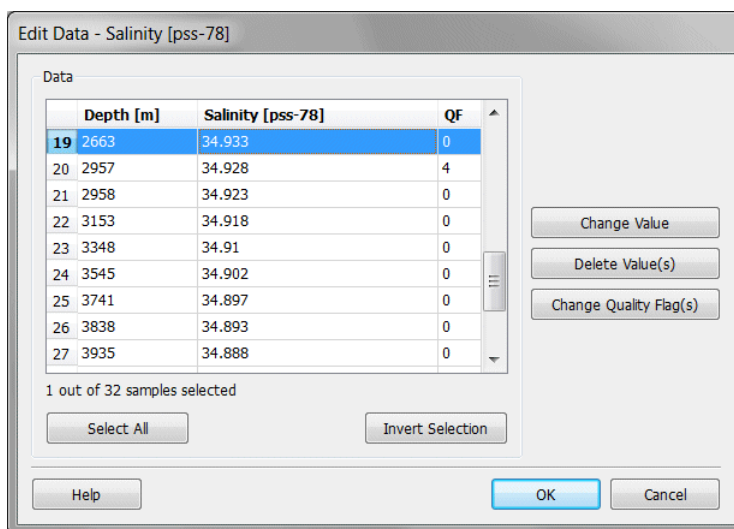 Edit Data - Salinity [pss-78]
Data
Depth [m] Salinity [pss-78] QF
19 2663 34.933 0
20 2957 34.928 4
21 2958 34.923 0
22 3153 34.918 0
23 3348 34.91 0
24 3545 34.902 0
25 3741 34.897 0
26 3838 34.893 0
27 3935 34.888 0
1 out of 32 samples selected
Select All Invert Selection
Change Value
Delete Value(s)
Change Quality Flag(s)
Help OK Cancel